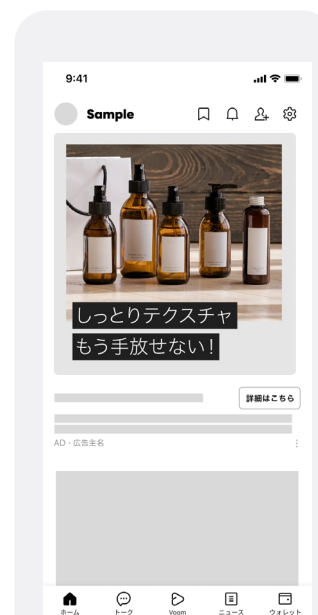 9:41
Sample
しっとりテクスチャ
もう手放せない!
詳細はこちら
AD・広告主名
ホーム
トーク
Voom
ニュース
ウォレット